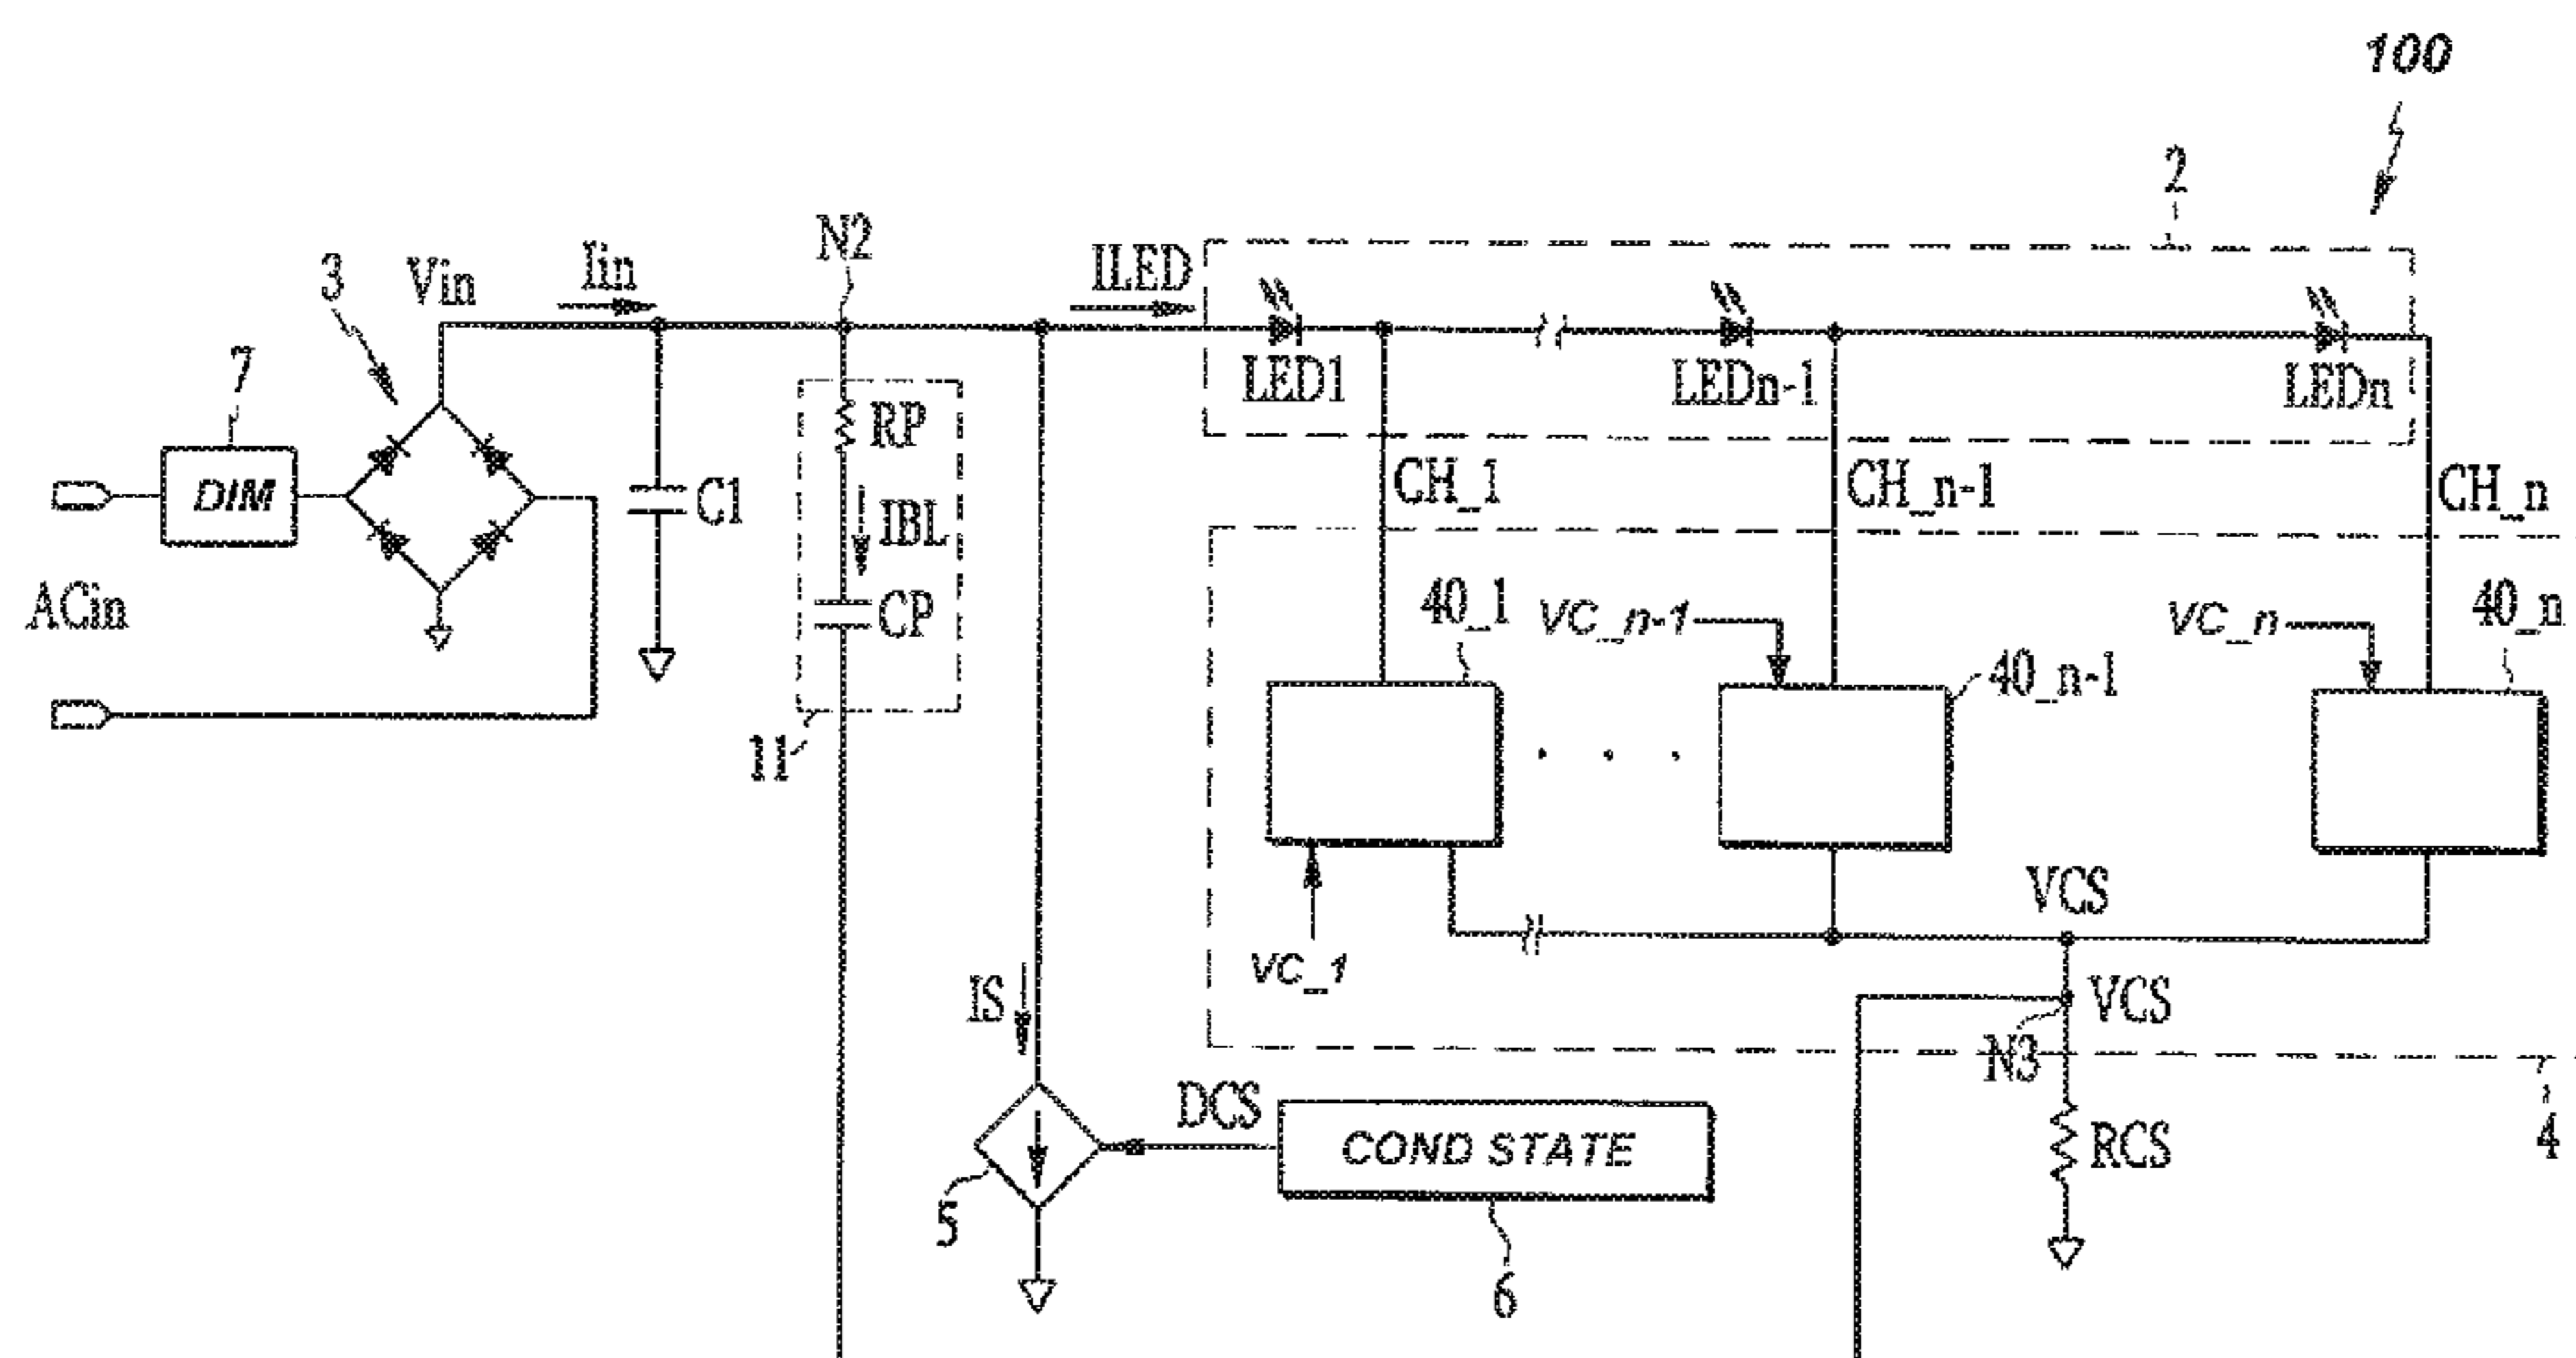 100
2
N2
Iin
ILED
Vin
3
7
LED1
LEDn-1
LEDn
RP
CH_1
CH_n-1
CH_n
DIM
C1
IBL
ACin
CP
40_1
VC_n-1
40_n-1
VC_n
40_n
11
VCS
VC_1
IS
VCS
N3
DCS
COND STATE
RCS
4
5
6